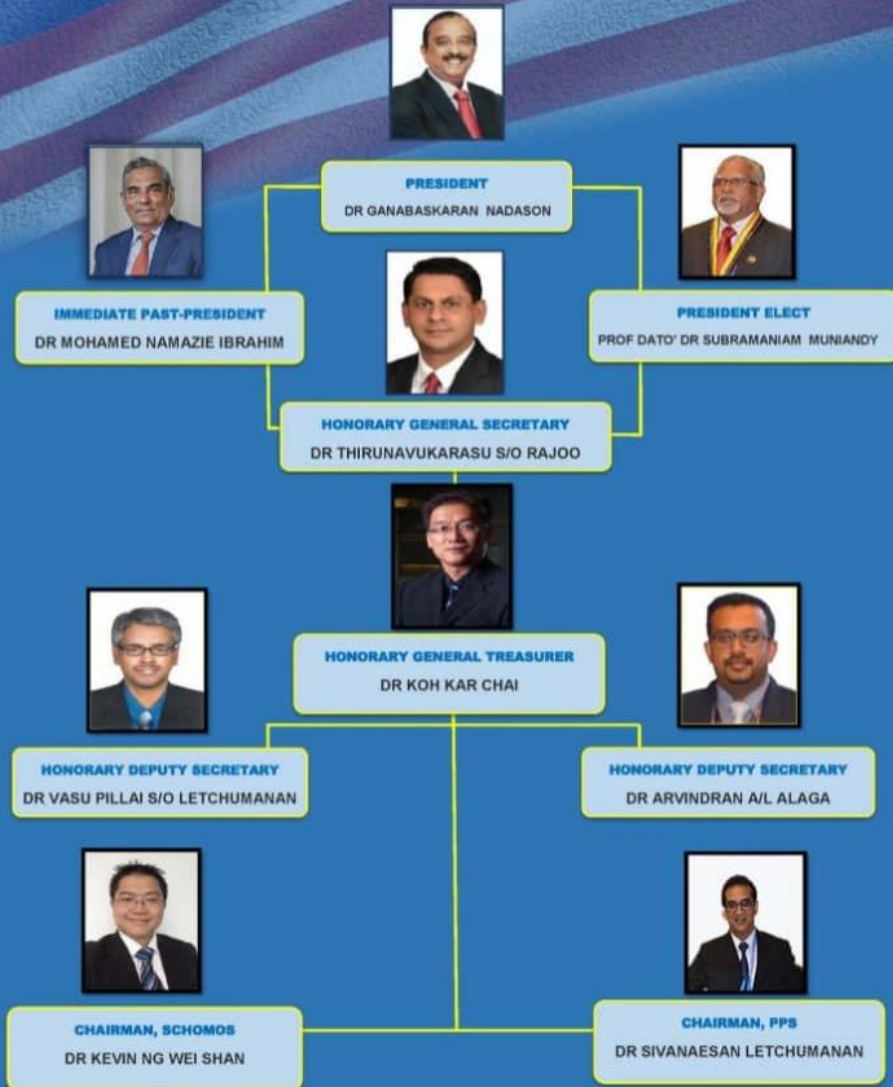 PRESIDENT
DR GANABASKARAN NADASON
IMMEDIATE PAST-PRESIDENT
DR MOHAMED NAMAZIE IBRAHIM
PRESIDENT ELECT
PROF DATO' DR SUBRAMANIAM MUNIANDY
HONORARY GENERAL SECRETARY
DR THIRUNAVUKARASU S/O RAJOO
HONORARY GENERAL TREASURER
DR KOH KAR CHAI
HONORARY DEPUTY SECRETARY
DR VASU PILLAI S/O LETCHUMANAN
HONORARY DEPUTY SECRETARY
DR ARVINDRAN A/L ALAGA
CHAIRMAN, SCHOMOS
DR KEVIN NG WEI SHAN
CHAIRMAN, PPS
DR SIVANAESAN LETCHUMANAN